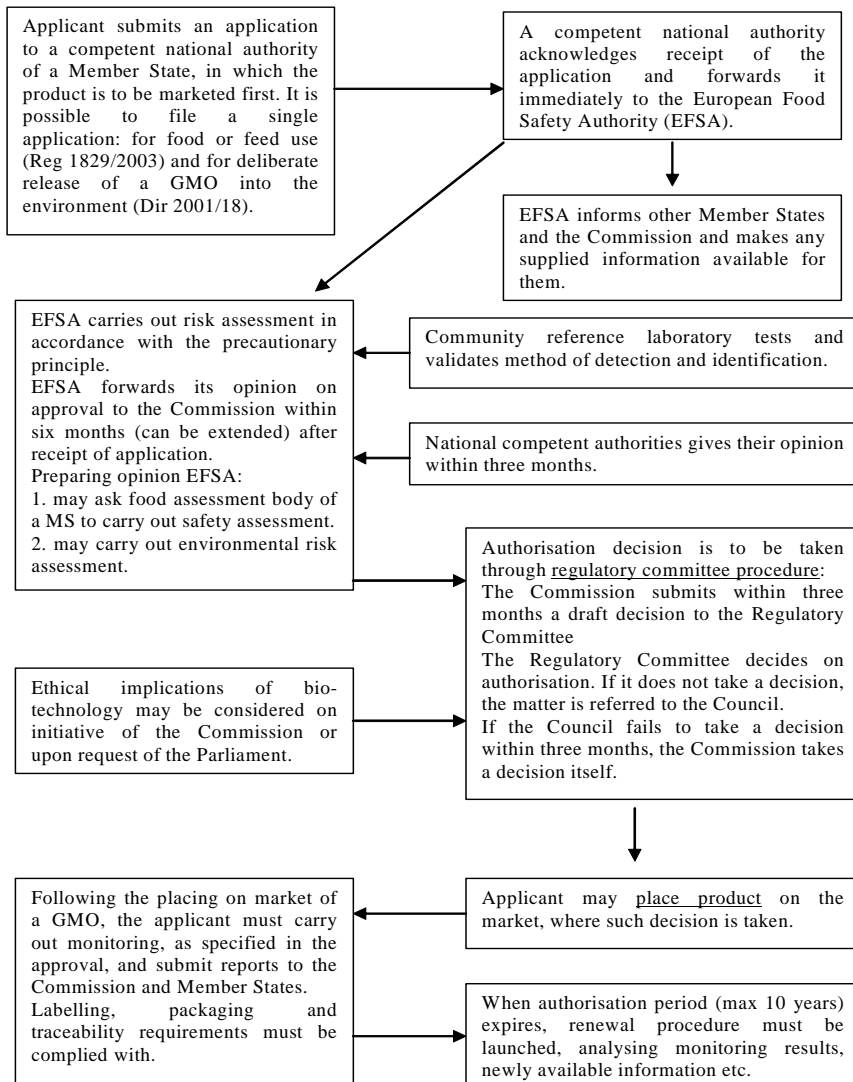 Applicant submits an application
to a competent national authority
of a Member State, in which the
product is to be marketed first. It is
possible to file a single
application: for food or feed use
(Reg 1829/2003) and for deliberate
release of a GMO into the
environment (Dir 2001/18).
A competent national authority
acknowledges receipt of the
application and forwards it
immediately to the European Food
Safety Authority (EFSA).
EFSA informs other Member States
and the Commission and makes any
supplied information available for
them.
EFSA carries out risk assessment in
accordance with the precautionary
principle.
EFSA forwards its opinion on
approval to the Commission within
six months (can be extended) after
receipt of application.
Preparing opinion EFSA:
1. may ask food assessment body of
a MS to carry out safety assessment.
2. may carry out environmental risk
assessment.
Community reference laboratory tests and
validates method of detection and identification.
National competent authorities gives their opinion
within three months.
Authorisation decision is to be taken
through regulatory committee procedure:
The Commission submits within three
months a draft decision to the Regulatory
Committee
The Regulatory Committee decides on
authorisation. If it does not take a decision,
the matter is referred to the Council.
If the Council fails to take a decision
within three months, the Commission takes
a decision itself.
Ethical implications of bio-
technology may be considered on
initiative of the Commission or
upon request of the Parliament.
Applicant may place product on the
market, where such decision is taken.
Following the placing on market of
a GMO, the applicant must carry
out monitoring, as specified in the
approval, and submit reports to the
Commission and Member States.
Labelling, packaging and
traceability requirements must be
complied with.
When authorisation period (max 10 years)
expires, renewal procedure must be
launched, analysing monitoring results,
newly available information etc.